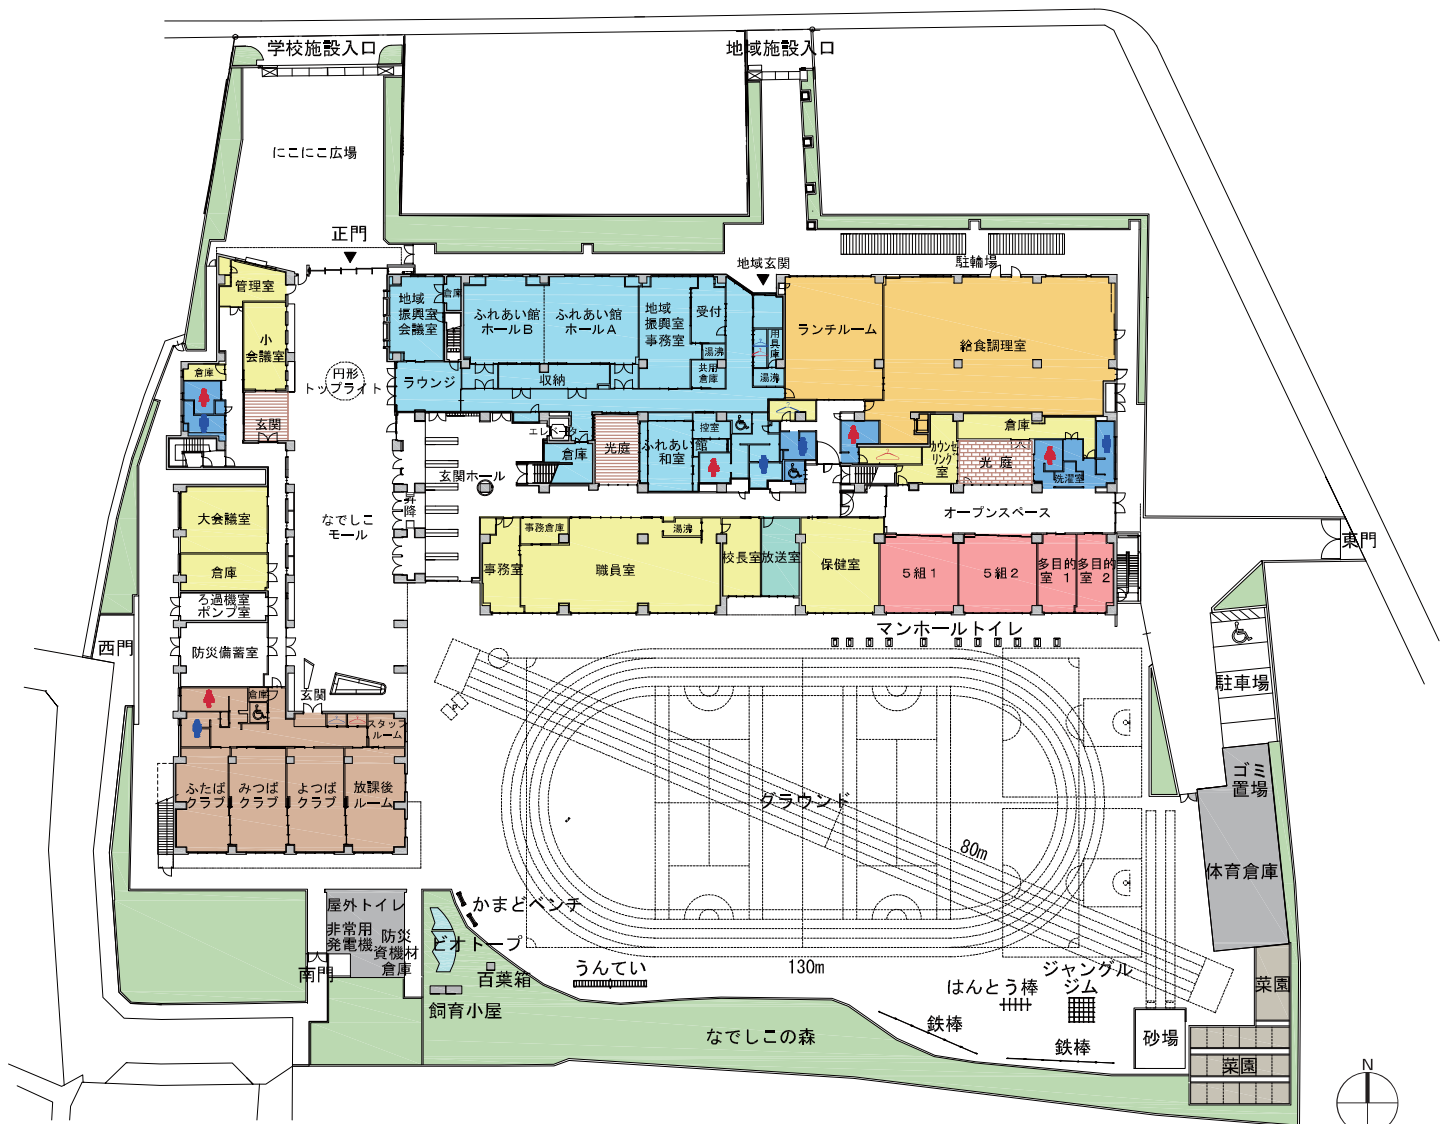 学校施設入口
地域施設入口
にこにこ広場
正門
地域玄関
駐輪場
管理室
小
会議室
倉庫
玄関
円形
トップライト
地域
振興室
会議室
倉庫
ふれあい館
ホールB
ふれあい館
ホールA
地域
振興室
事務室
受付
湯沸
共用
倉庫
用具庫
湯沸
ランチルーム
給食調理室
ラウンジ
収納
エレベーター
倉庫
光庭
ふれあい館
和室
控室
倉庫
カウンセ
リング
室
光庭
洗濯室
玄関ホール
昇降口
大会議室
倉庫
ろ過機室
ポンプ室
防災備蓄室
なでしこ
モール
オープンスペース
事務倉庫
湯沸
事務室
職員室
校長室
放送室
保健室
5組1
5組2
多目的
室1
多目的
室2
東門
西門
マンホールトイレ
駐車場
玄関
倉庫
スタッフ
ルーム
ふたば
クラブ
みつば
クラブ
よつば
クラブ
放課後
ルーム
グラウンド
80m
130m
ゴミ
置場
体育倉庫
屋外トイレ
非常用
発電機
防災
資機材
倉庫
南門
かまどベンチ
ビオトープ
百葉箱
飼育小屋
うんてい
はんとう棒
ジャングル
ジム
鉄棒
鉄棒
砂場
菜園
菜園
なでしこの森
N